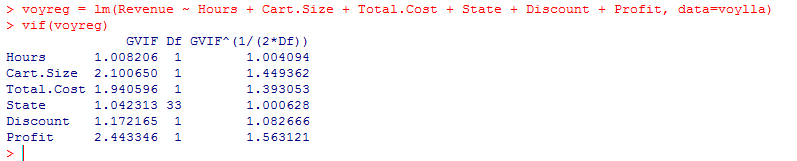 > voyreg = lm(Revenue ~ Hours + Cart.Size + Total.Cost + State + Discount + Profit, data=voylla)
> vif(voyreg)
GVIF Df GVIF^(1/(2*Df))
Hours 1.008206 1 1.004094
Cart.Size 2.100650 1 1.449362
Total.Cost 1.940596 1 1.393053
State 1.042313 33 1.000628
Discount 1.172165 1 1.082666
Profit 2.443346 1 1.563121
>